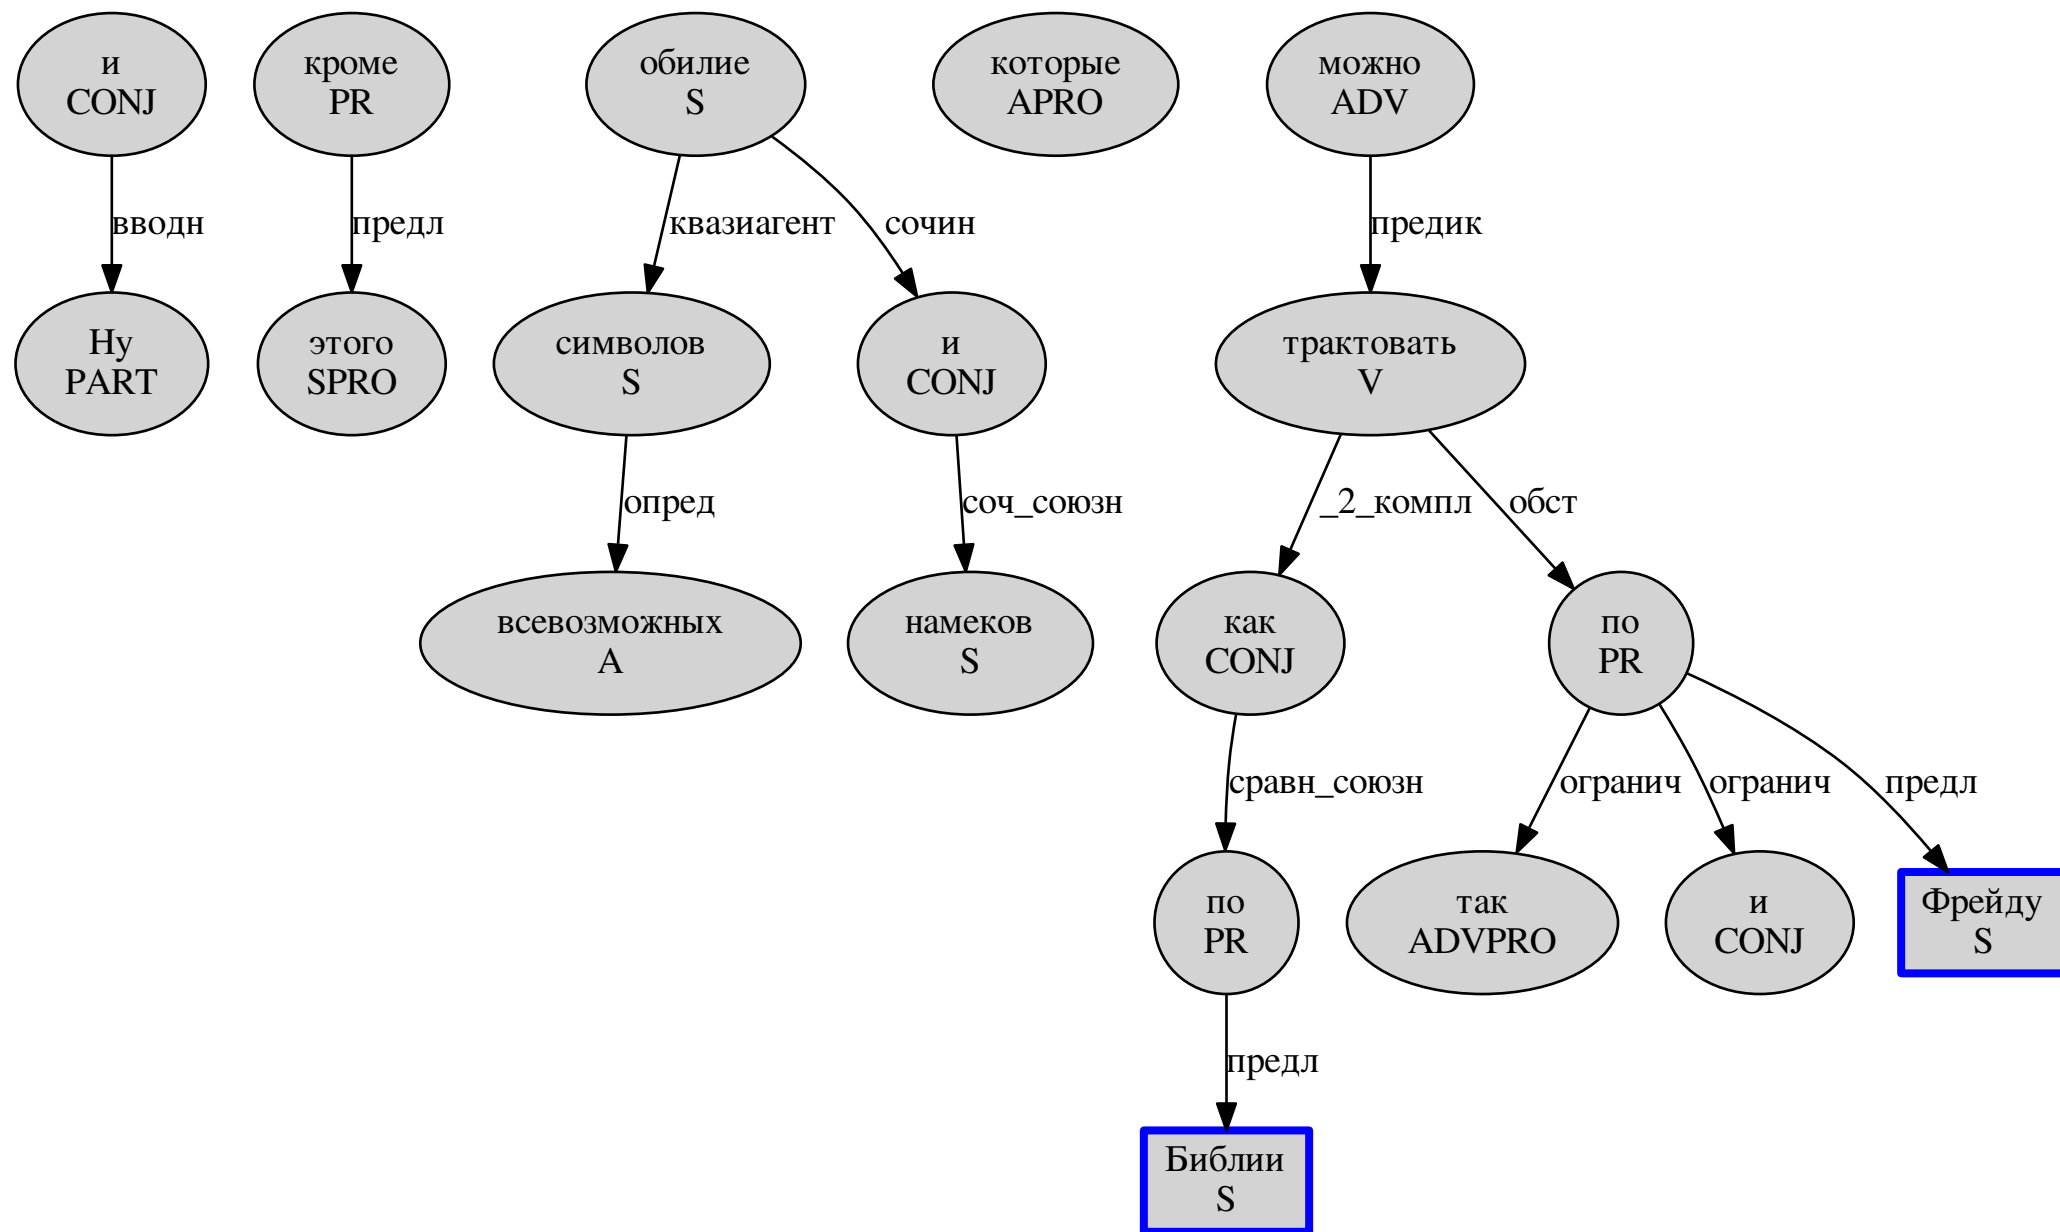 и
CONJ
кроме
PR
обилие
S
которые
APRO
можно
ADV
вводн
предл
квазиагент
сочин
предик
Ну
PART
этого
SPRO
символов
S
и
CONJ
трактовать
V
опред
соч_союзн
_2_компл
обст
всевозможных
A
намеков
S
как
CONJ
по
PR
сравн_союзн
огранич
огранич
предл
по
PR
так
ADVPRO
и
CONJ
Фрейду
S
предл
Библии
S